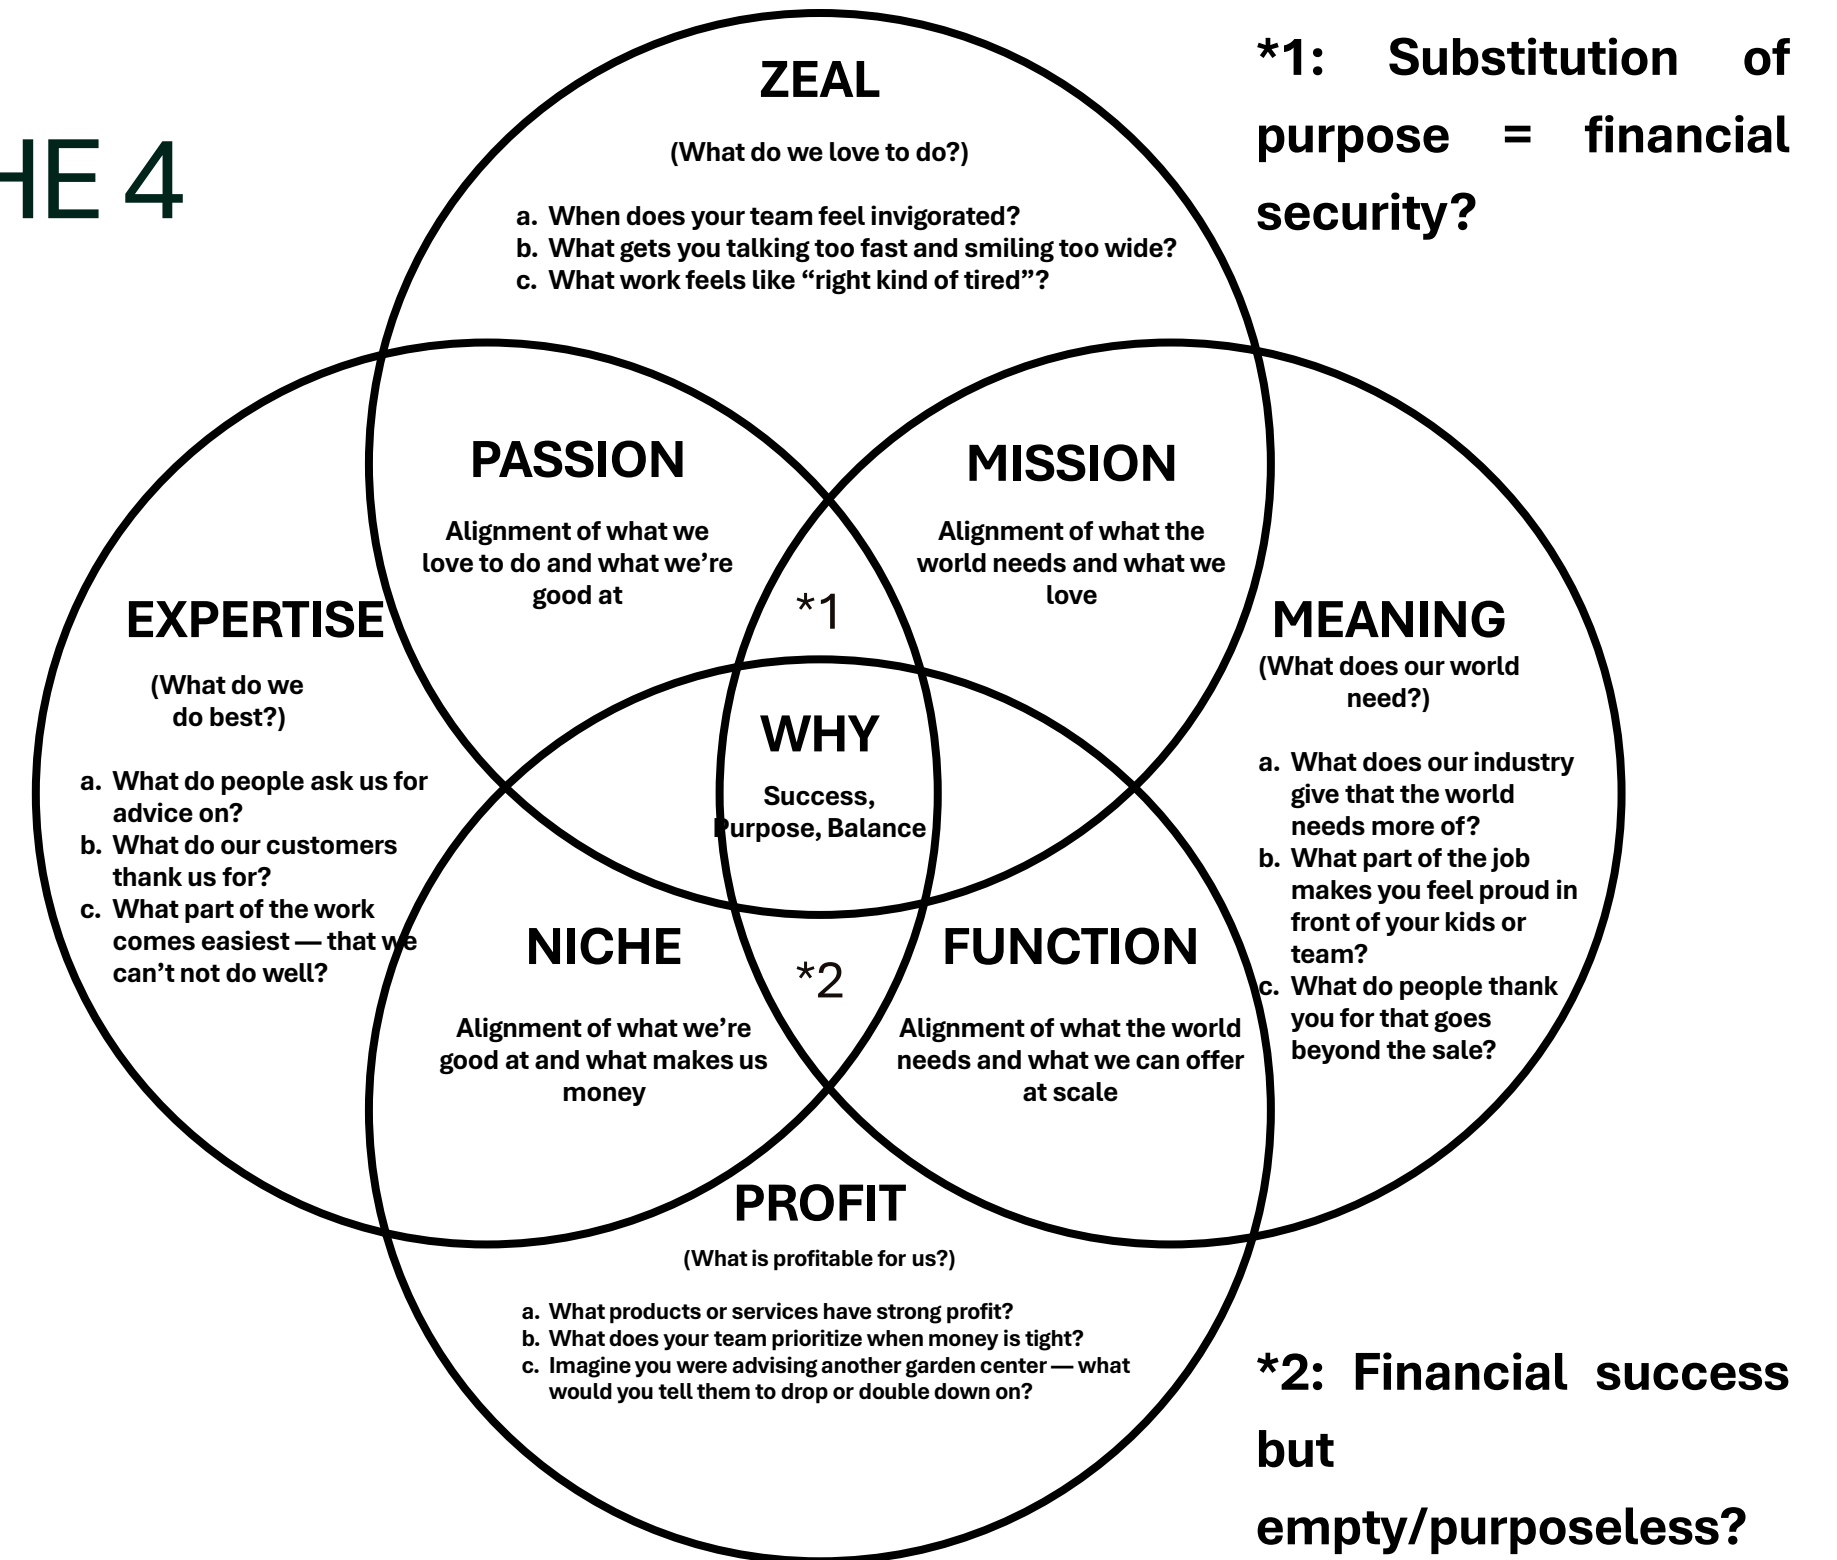 HE 4
*1: Substitution of
purpose = financial
security?
ZEAL
(What do we love to do?)
a. When does your team feel invigorated?
b. What gets you talking too fast and smiling too wide?
c. What work feels like “right kind of tired”?
PASSION
Alignment of what we
love to do and what we’re
good at
MISSION
Alignment of what the
world needs and what we
love
*1
EXPERTISE
(What do we
do best?)
a. What do people ask us for
advice on?
b. What do our customers
thank us for?
c. What part of the work
comes easiest — that we
can’t not do well?
WHY
Success,
Purpose, Balance
MEANING
(What does our world
need?)
a. What does our industry
give that the world
needs more of?
b. What part of the job
makes you feel proud in
front of your kids or
team?
c. What do people thank
you for that goes
beyond the sale?
NICHE
Alignment of what we’re
good at and what makes us
money
*2
FUNCTION
Alignment of what the world
needs and what we can offer
at scale
PROFIT
(What is profitable for us?)
a. What products or services have strong profit?
b. What does your team prioritize when money is tight?
c. Imagine you were advising another garden center — what
would you tell them to drop or double down on?
*2: Financial success
but
empty/purposeless?